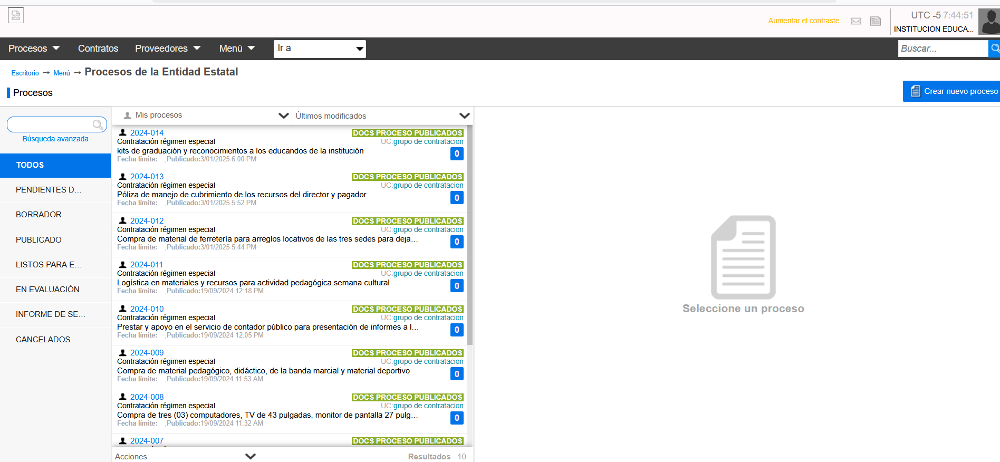 Aumentar el contraste
UTC -5 7:44:51
INSTITUCION EDUCA...
Procesos
Contratos
Proveedores
Menú
Ir a
Buscar...
Escritorio → Menú → Procesos de la Entidad Estatal
Procesos
Crear nuevo proceso
Búsqueda avanzada
TODOS
PENDIENTES D...
BORRADOR
PUBLICADO
LISTOS PARA E...
EN EVALUACIÓN
INFORME DE SE...
CANCELADOS
Mis procesos
Últimos modificados
2024-014 DOCS PROCESO PUBLICADOS
Contratación régimen especial UC:grupo de contratacion
kits de graduación y reconocimientos a los educandos de la institución 0
Fecha límite: ,Publicado:3/01/2025 6:00 PM
2024-013 DOCS PROCESO PUBLICADOS
Contratación régimen especial UC:grupo de contratacion
Póliza de manejo de cubrimiento de los recursos del director y pagador 0
Fecha límite: ,Publicado:3/01/2025 5:52 PM
2024-012 DOCS PROCESO PUBLICADOS
Contratación régimen especial UC:grupo de contratacion
Compra de material de ferretería para arreglos locativos de las tres sedes para deja... 0
Fecha límite: ,Publicado:3/01/2025 5:44 PM
2024-011 DOCS PROCESO PUBLICADOS
Contratación régimen especial UC:grupo de contratacion
Logística en materiales y recursos para actividad pedagógica semana cultural 0
Fecha límite: ,Publicado:19/09/2024 12:18 PM
2024-010 DOCS PROCESO PUBLICADOS
Contratación régimen especial UC:grupo de contratacion
Prestar y apoyo en el servicio de contador público para presentación de informes a l... 0
Fecha límite: ,Publicado:19/09/2024 12:05 PM
2024-009 DOCS PROCESO PUBLICADOS
Contratación régimen especial UC:grupo de contratacion
Compra de material pedagógico, didáctico, de la banda marcial y material deportivo 0
Fecha límite: ,Publicado:19/09/2024 11:53 AM
2024-008 DOCS PROCESO PUBLICADOS
Contratación régimen especial UC:grupo de contratacion
Compra de tres (03) computadores, TV de 43 pulgadas, monitor de pantalla 27 pulg... 0
Fecha límite: ,Publicado:19/09/2024 11:32 AM
2024-007 DOCS PROCESO PUBLICADOS
Acciones
Resultados 10
Seleccione un proceso